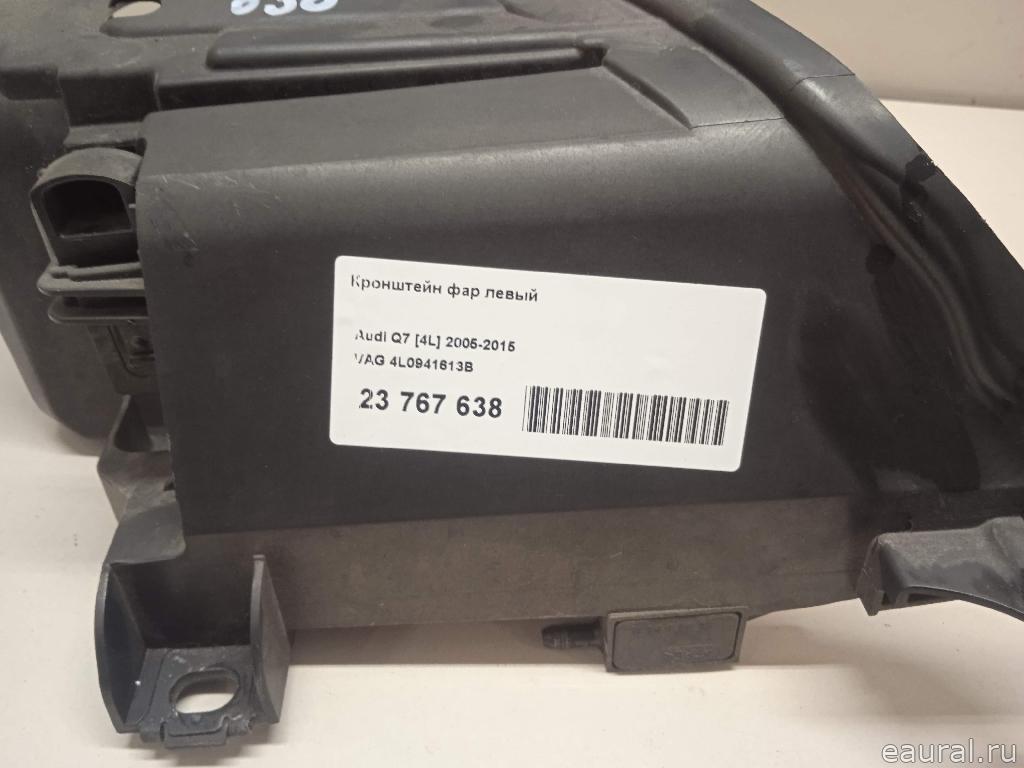 Кронштейн фар левый
Audi Q7 [4L] 2005-2015
VAG 4L0941613B
23 767 638
eaural.ru